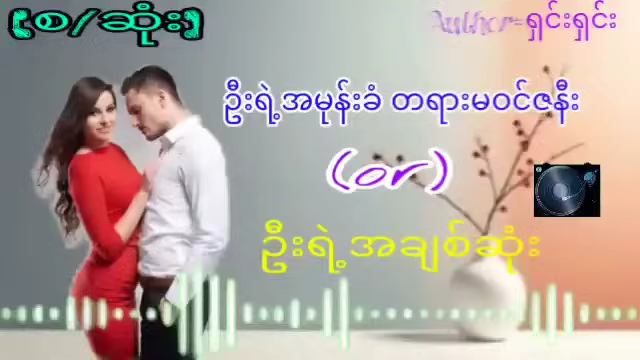 【စ/ဆုံး】
Author=ရှင်းရှင်း
ဦးရဲ့အမုန်းခံ တရားမဝင်ဇနီး
(or)
ဦးရဲ့အချစ်ဆုံး